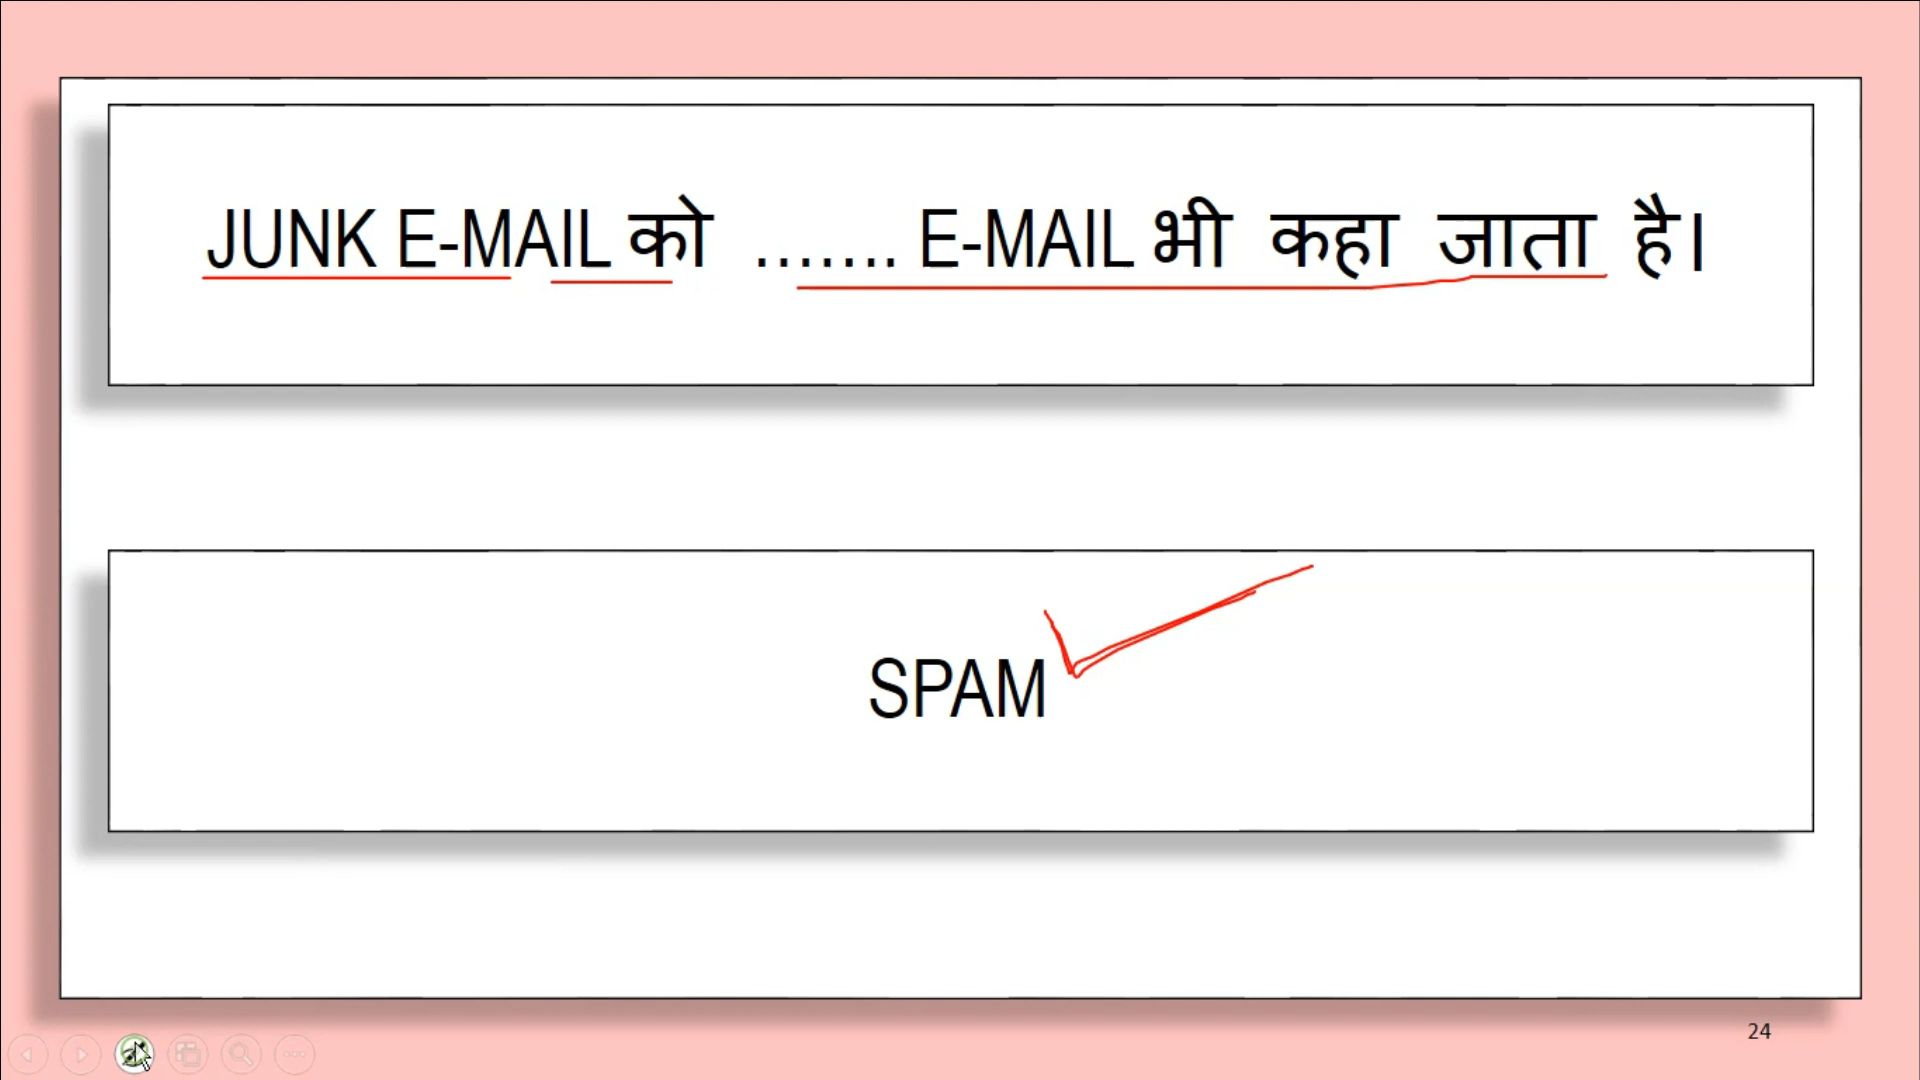 JUNK E-MAIL को ....... E-MAIL भी कहा जाता है।
SPAM
24